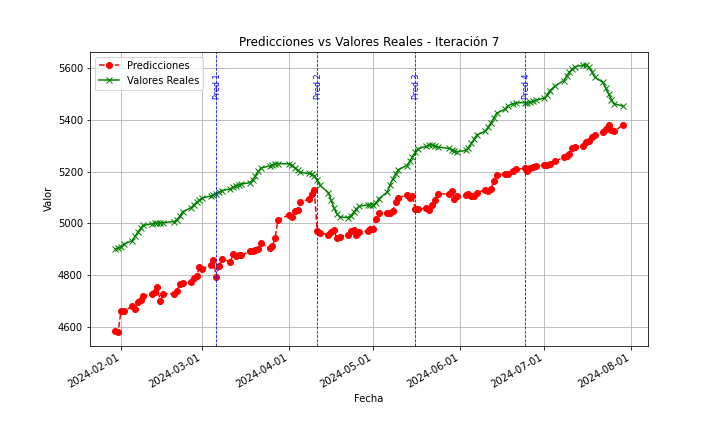 Predicciones vs Valores Reales - Iteración 7
Predicciones
Valores Reales
Pred 1
Pred 2
Pred 3
Pred 4
Valor
5600
5400
5200
5000
4800
4600
2024-02-01
2024-03-01
2024-04-01
2024-05-01
2024-06-01
2024-07-01
2024-08-01
Fecha